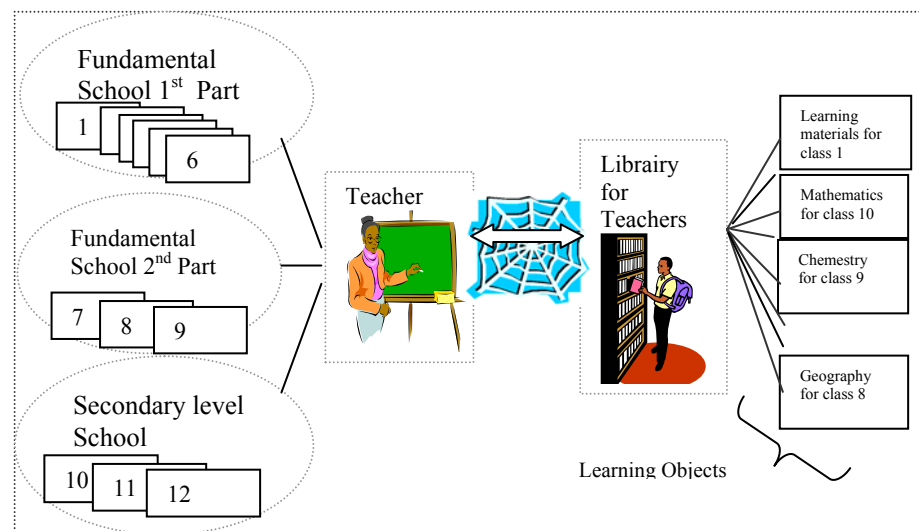 Fundamental
School 1st Part
1
6
Fundamental
School 2nd Part
7
8
9
Secondary level
School
10
11
12
Teacher
Librairy
for
Teachers
Learning
materials for
class 1
Mathematics
for class 10
Chemestry
for class 9
Geography
for class 8
Learning Objects